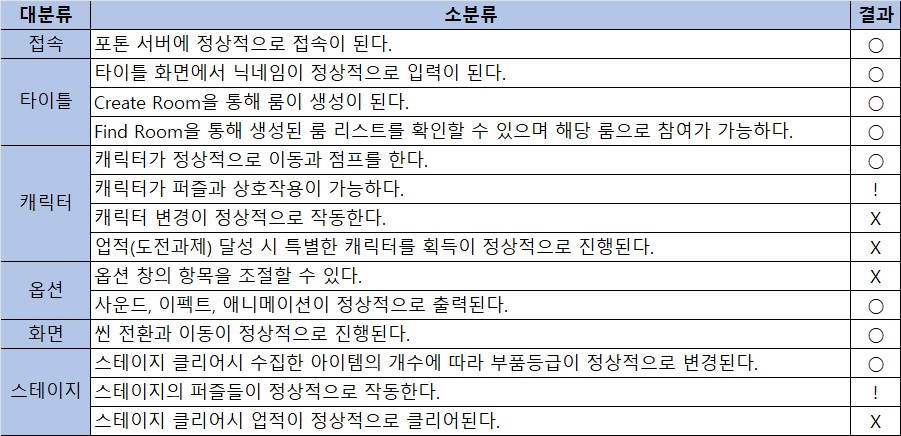 대분류 소분류 결과
접속 포톤 서버에 정상적으로 접속이 된다. ○
타이틀 타이틀 화면에서 닉네임이 정상적으로 입력이 된다. ○
Create Room을 통해 룸이 생성이 된다. ○
Find Room을 통해 생성된 룸 리스트를 확인할 수 있으며 해당 룸으로 참여가 가능하다. ○
캐릭터 캐릭터가 정상적으로 이동과 점프를 한다. ○
캐릭터가 퍼즐과 상호작용이 가능하다. !
캐릭터 변경이 정상적으로 작동한다. X
업적(도전과제) 달성 시 특별한 캐릭터를 획득이 정상적으로 진행된다. X
옵션 옵션 창의 항목을 조절할 수 있다. X
사운드, 이펙트, 애니메이션이 정상적으로 출력된다. ○
화면 씬 전환과 이동이 정상적으로 진행된다. ○
스테이지 스테이지 클리어시 수집한 아이템의 개수에 따라 부품등급이 정상적으로 변경된다. ○
스테이지의 퍼즐들이 정상적으로 작동한다. !
스테이지 클리어시 업적이 정상적으로 클리어된다. X